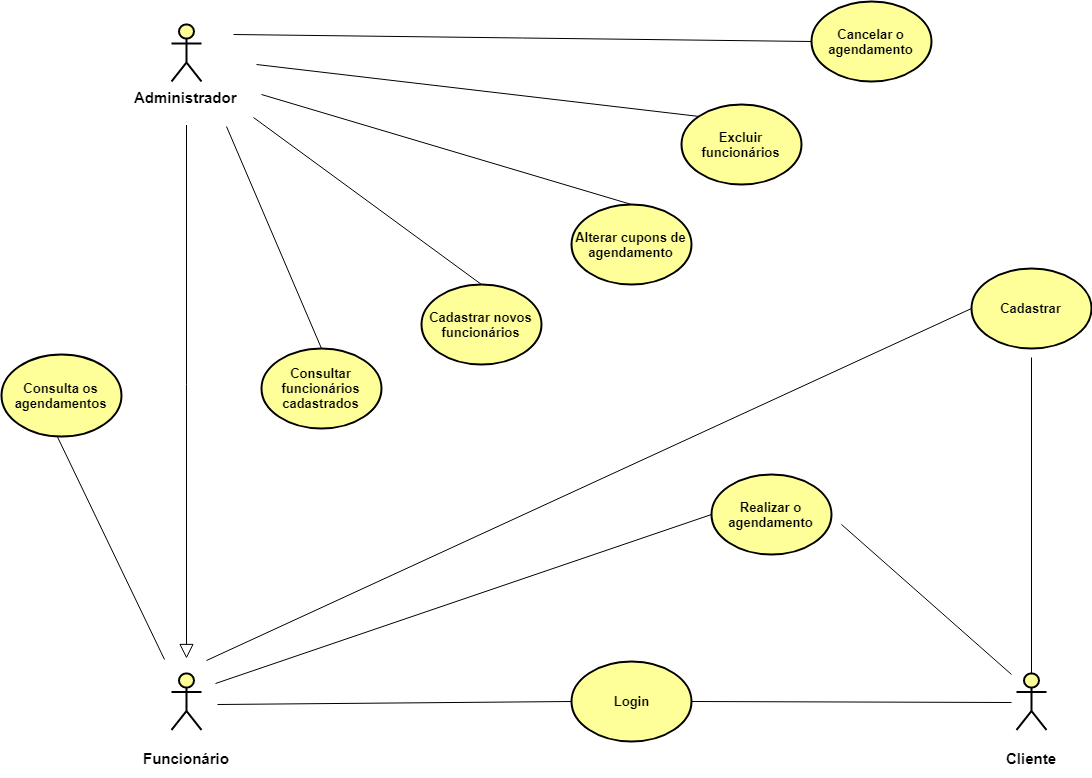 Cancelar o
agendamento
Administrador
Excluir
funcionários
Alterar cupons de
agendamento
Cadastrar
Cadastrar novos
funcionários
Consultar
funcionários
cadastrados
Consulta os
agendamentos
Realizar o
agendamento
Login
Funcionário
Cliente